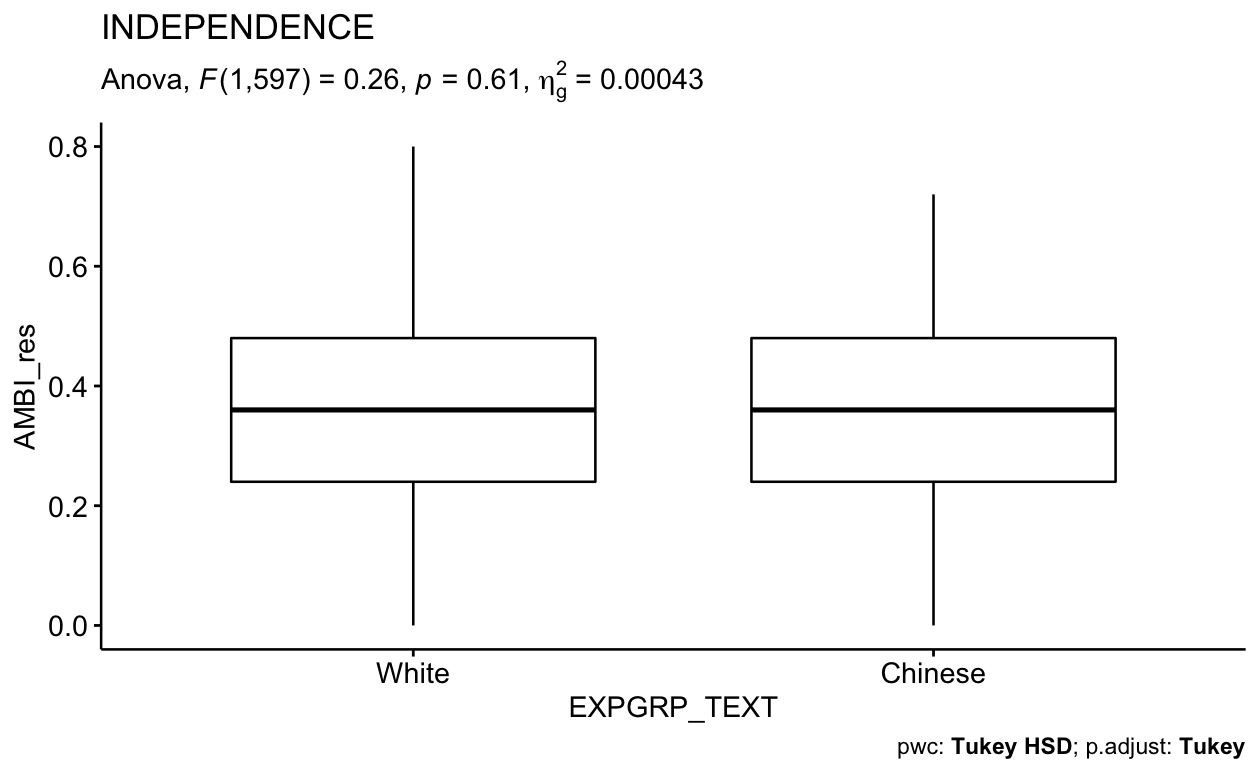 INDEPENDENCE
Anova, F(1,597) = 0.26, p = 0.61, η²g = 0.00043
0.8
0.6
0.4
0.2
0.0
AMBI_res
White
Chinese
EXPGRP_TEXT
pwc: Tukey HSD; p.adjust: Tukey